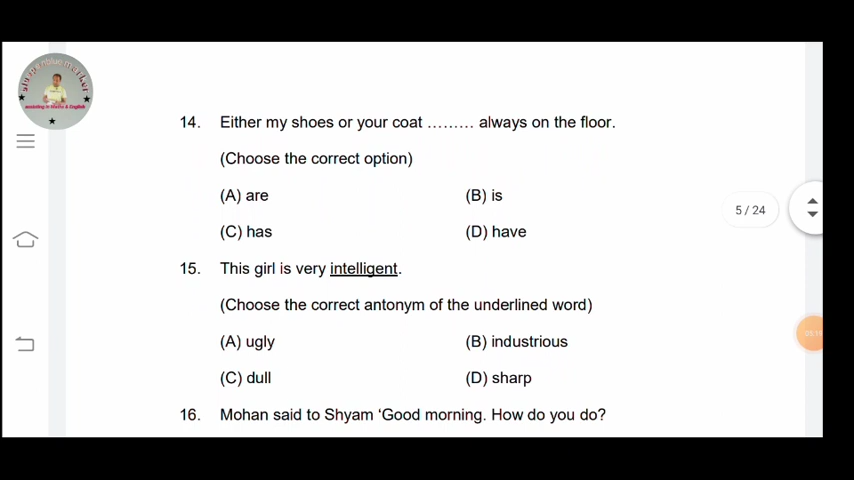 14. Either my shoes or your coat ......... always on the floor.
(Choose the correct option)
(A) are (B) is
(C) has (D) have
15. This girl is very intelligent.
(Choose the correct antonym of the underlined word)
(A) ugly (B) industrious
(C) dull (D) sharp
16. Mohan said to Shyam ‘Good morning. How do you do?
5 / 24